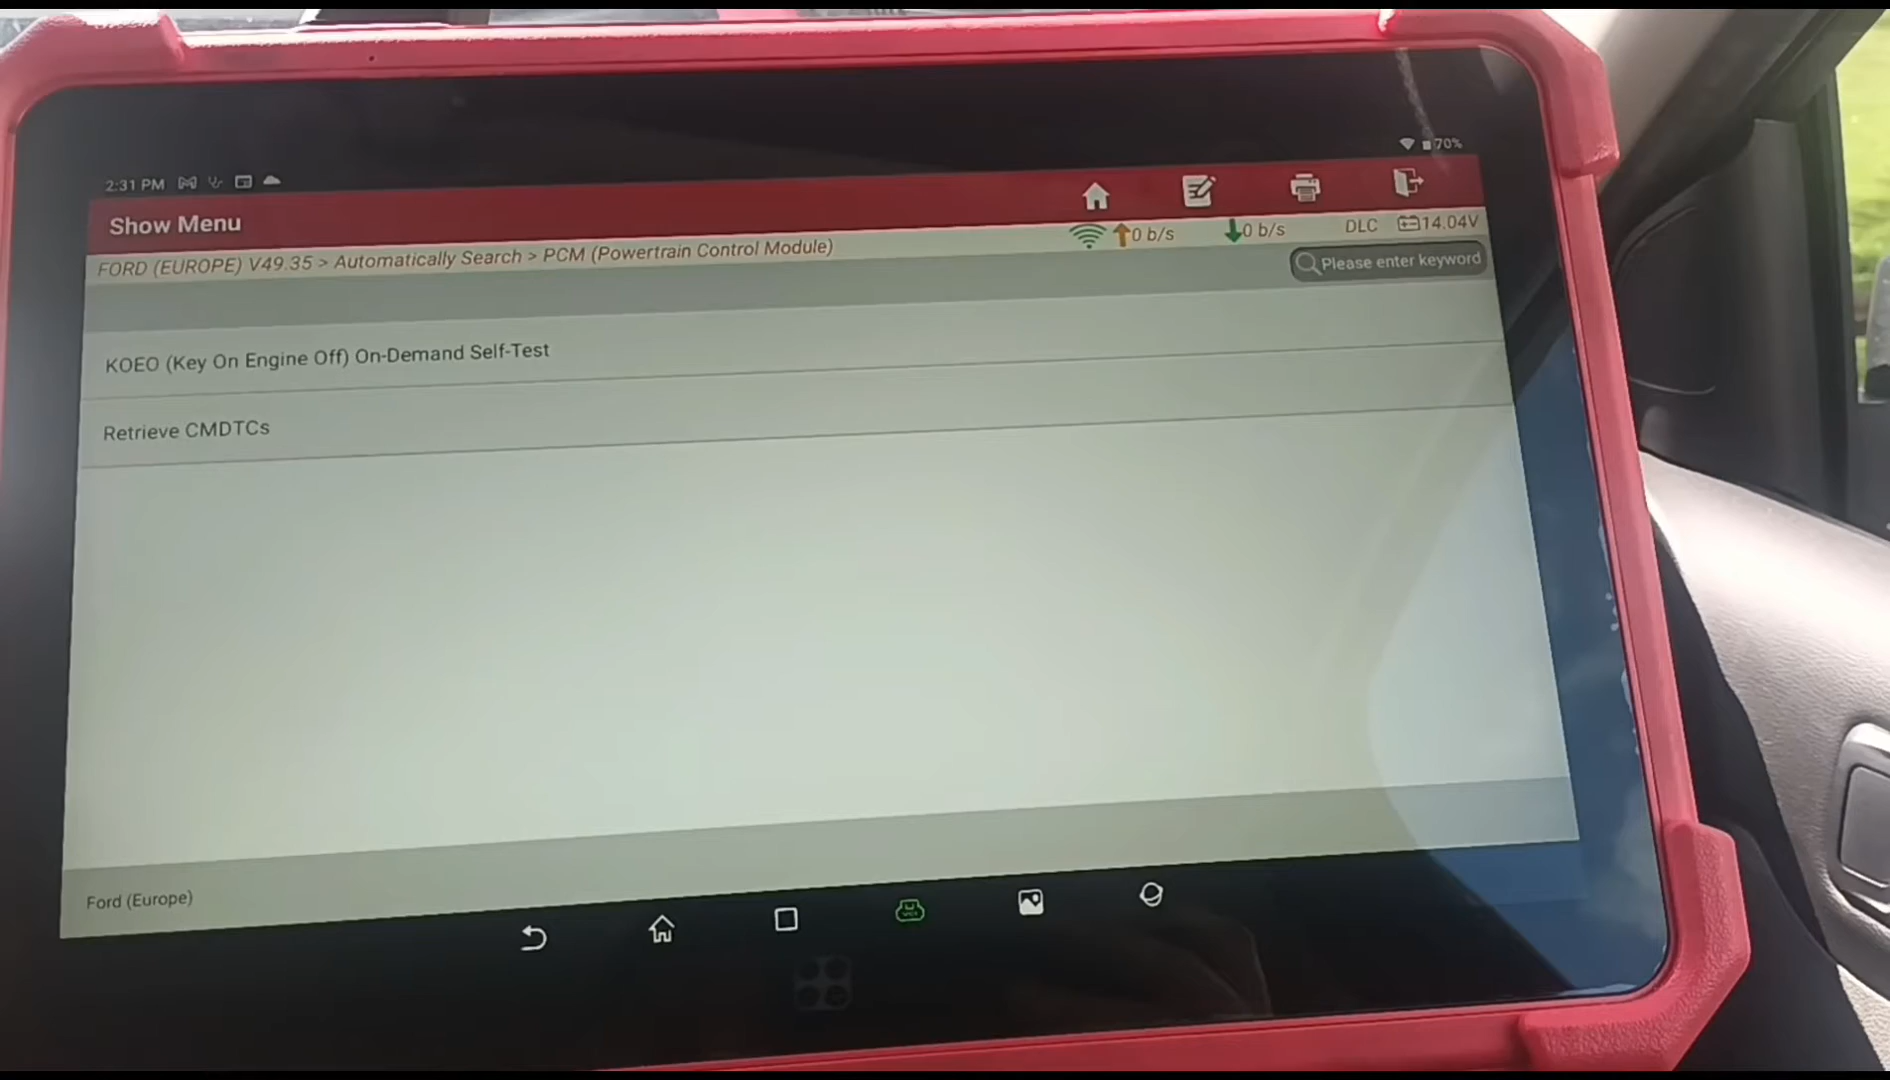 2:31 PM
70%
Show Menu
FORD (EUROPE) V49.35 > Automatically Search > PCM (Powertrain Control Module)
0 b/s 0 b/s DLC 14.04V
Please enter keyword
KOEO (Key On Engine Off) On-Demand Self-Test
Retrieve CMDTCs
Ford (Europe)